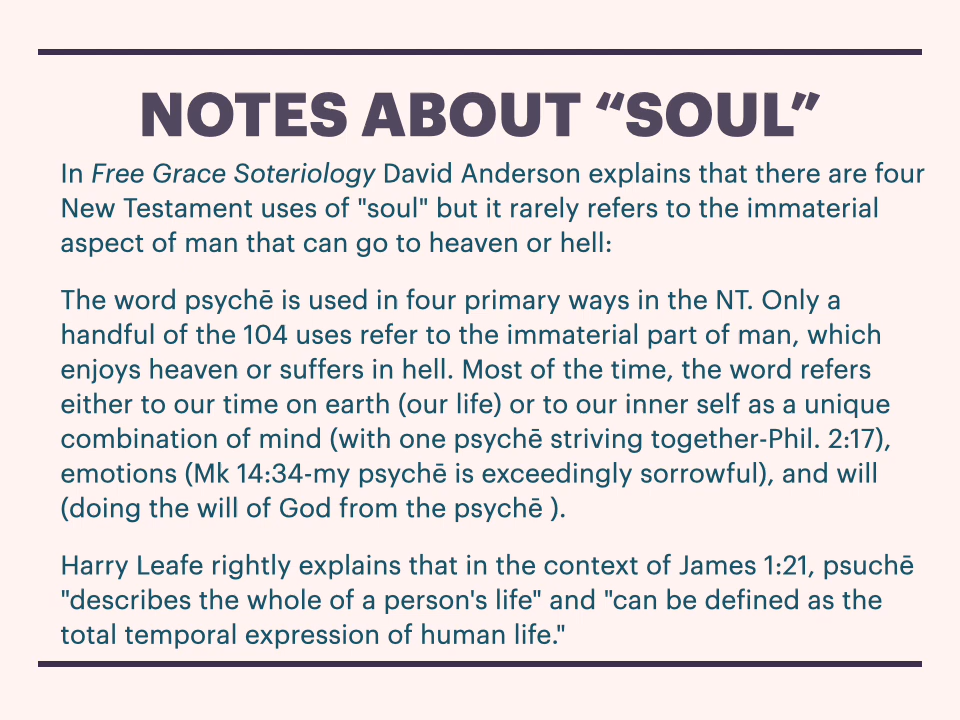 NOTES ABOUT “SOUL”
In Free Grace Soteriology David Anderson explains that there are four
New Testament uses of "soul" but it rarely refers to the immaterial
aspect of man that can go to heaven or hell:
The word psychē is used in four primary ways in the NT. Only a
handful of the 104 uses refer to the immaterial part of man, which
enjoys heaven or suffers in hell. Most of the time, the word refers
either to our time on earth (our life) or to our inner self as a unique
combination of mind (with one psychē striving together-Phil. 2:17),
emotions (Mk 14:34-my psychē is exceedingly sorrowful), and will
(doing the will of God from the psychē ).
Harry Leafe rightly explains that in the context of James 1:21, psuchē
"describes the whole of a person's life" and "can be defined as the
total temporal expression of human life."